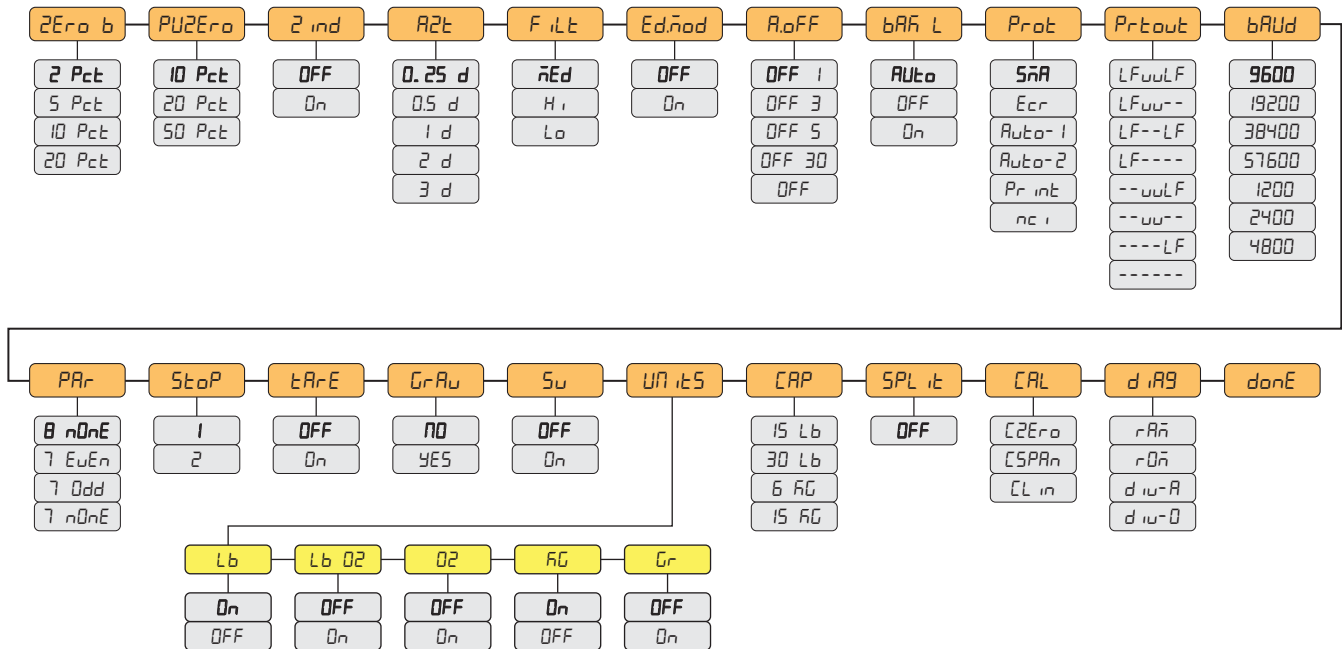 ZEro b PUZEro Z ind AZt FiLt Ed.mod A.oFF bAK L Prot Prtout bAUd
2 Pct 10 Pct OFF 0.25 d mEd OFF OFF 1 AUto SmA LFuuLF 9600
5 Pct 20 Pct On 0.5 d Hi On OFF 3 OFF Ecr LFuu-- 19200
10 Pct 50 Pct 1 d Lo OFF 5 On Auto-1 LF--LF 38400
20 Pct 2 d OFF 30 Auto-2 LF---- 57600
3 d OFF Print --uuLF 1200
nci --uu-- 2400
----LF 4800
------
PAr StoP tArE GrAv Sv UNitS CAP SPLit CAL diAg donE
8 nOnE 1 OFF NO OFF 15 Lb OFF CZEro rAm
7 EvEn 2 On YES On 30 Lb CSPAn rOm
7 Odd 6 KG CLin div-A
7 nOnE 15 KG div-O
Lb Lb OZ OZ KG Gr
On OFF OFF On OFF
OFF On On OFF On